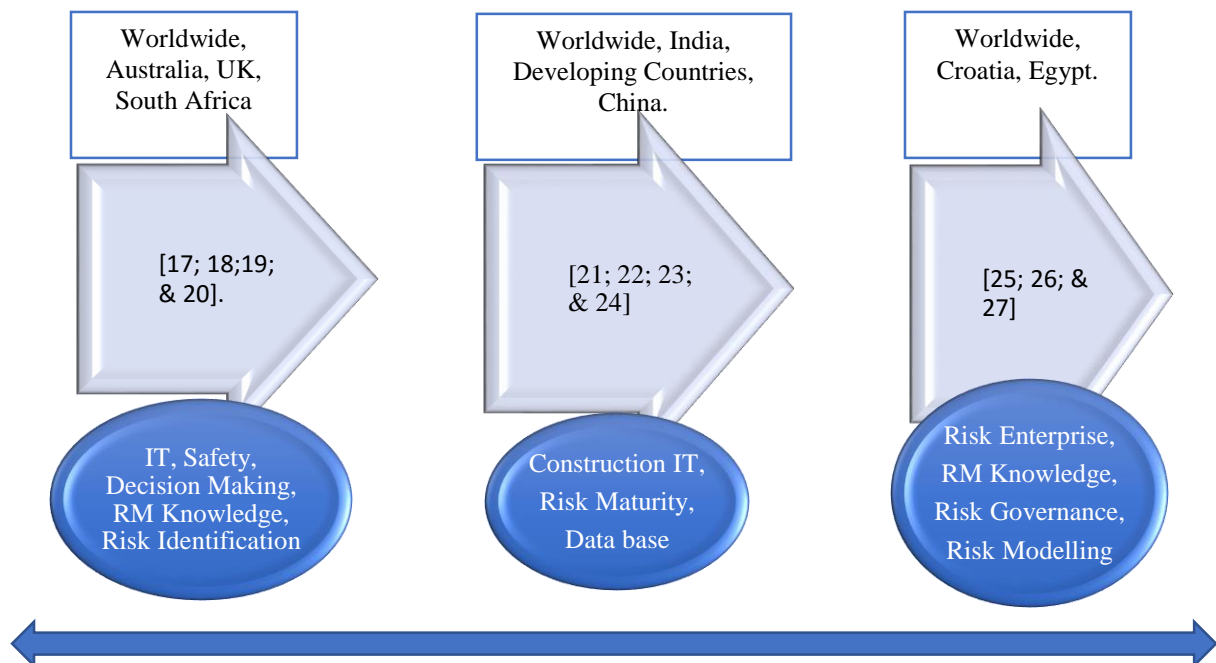 Worldwide,
Australia, UK,
South Africa
Worldwide, India,
Developing Countries,
China.
Worldwide,
Croatia, Egypt.
[17; 18;19;
& 20].
[21; 22; 23;
& 24]
[25; 26; &
27]
IT, Safety,
Decision Making,
RM Knowledge,
Risk Identification
Construction IT,
Risk Maturity,
Data base
Risk Enterprise,
RM Knowledge,
Risk Governance,
Risk Modelling